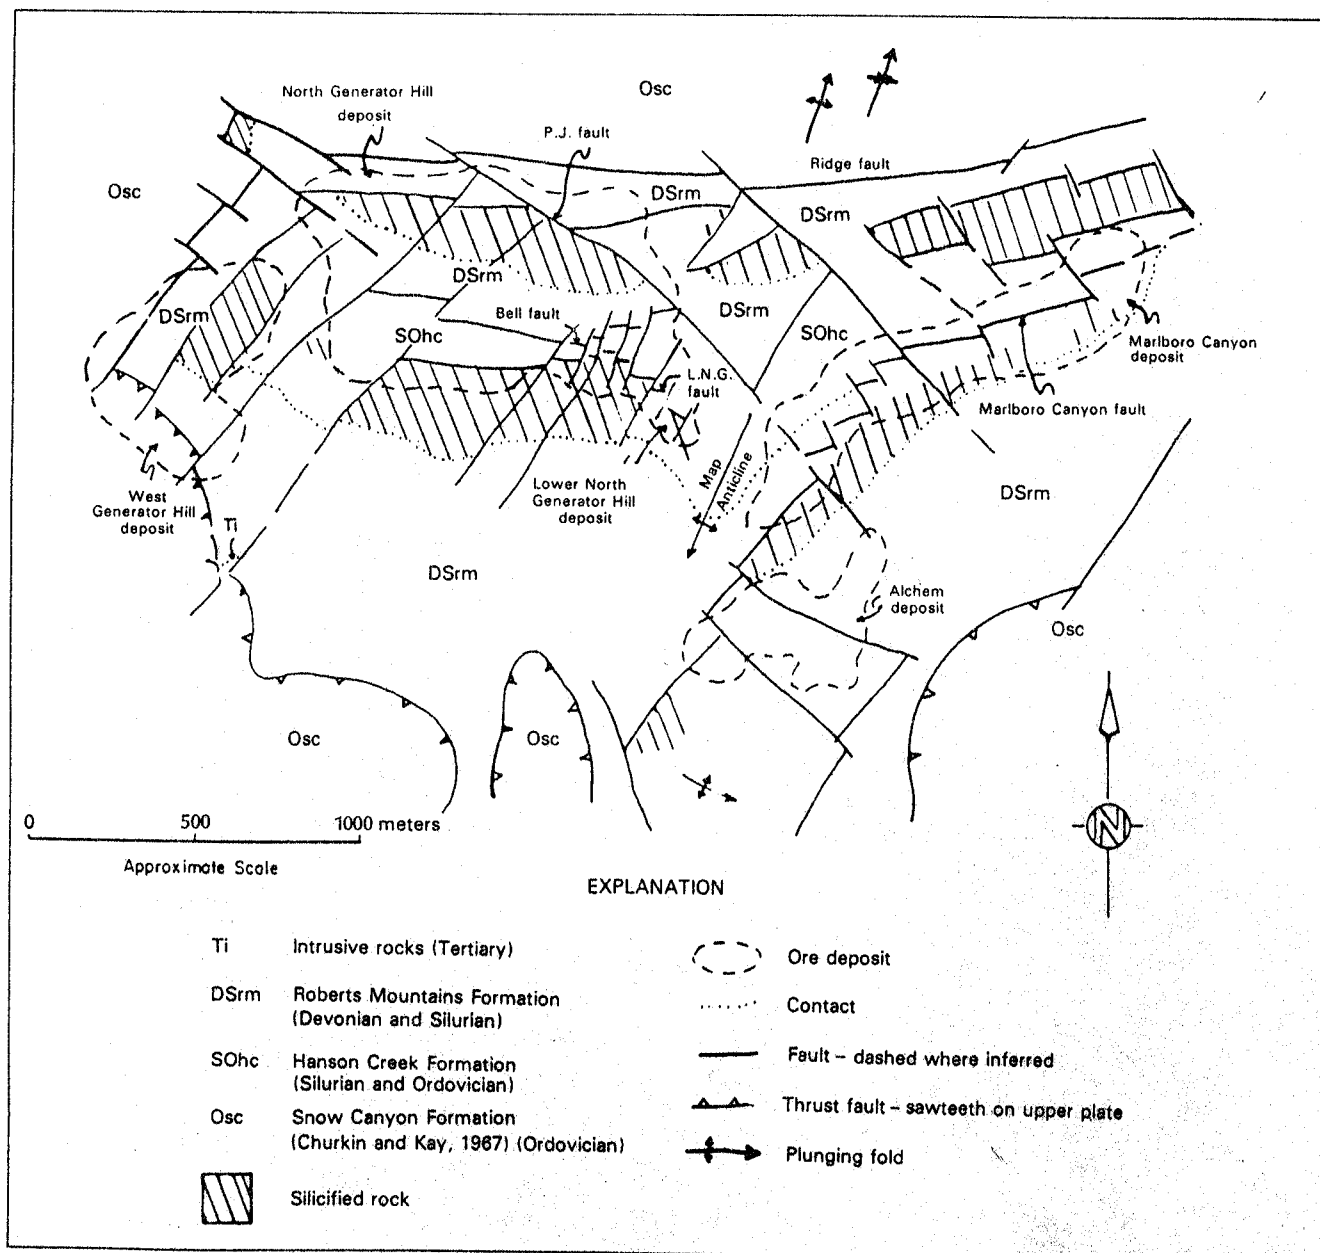 Osc
North Generator Hill
deposit
P.J. fault
Ridge fault
Osc
DSrm
DSrm
DSrm
Bell fault
DSrm
DSrm
SOhc
SOhc
L.N.G.
fault
Marlboro Canyon
deposit
Marlboro Canyon fault
Map
Anticline
West
Generator Hill
deposit
Lower North
Generator Hill
deposit
DSrm
Ti
DSrm
Alchem
deposit
Osc
Osc
Osc
0 500 1000 meters
Approximate Scale
N
EXPLANATION
Ti Intrusive rocks (Tertiary)
DSrm Roberts Mountains Formation
(Devonian and Silurian)
SOhc Hanson Creek Formation
(Silurian and Ordovician)
Osc Snow Canyon Formation
(Churkin and Kay, 1967) (Ordovician)
Silicified rock
Ore deposit
Contact
Fault – dashed where inferred
Thrust fault – sawteeth on upper plate
Plunging fold